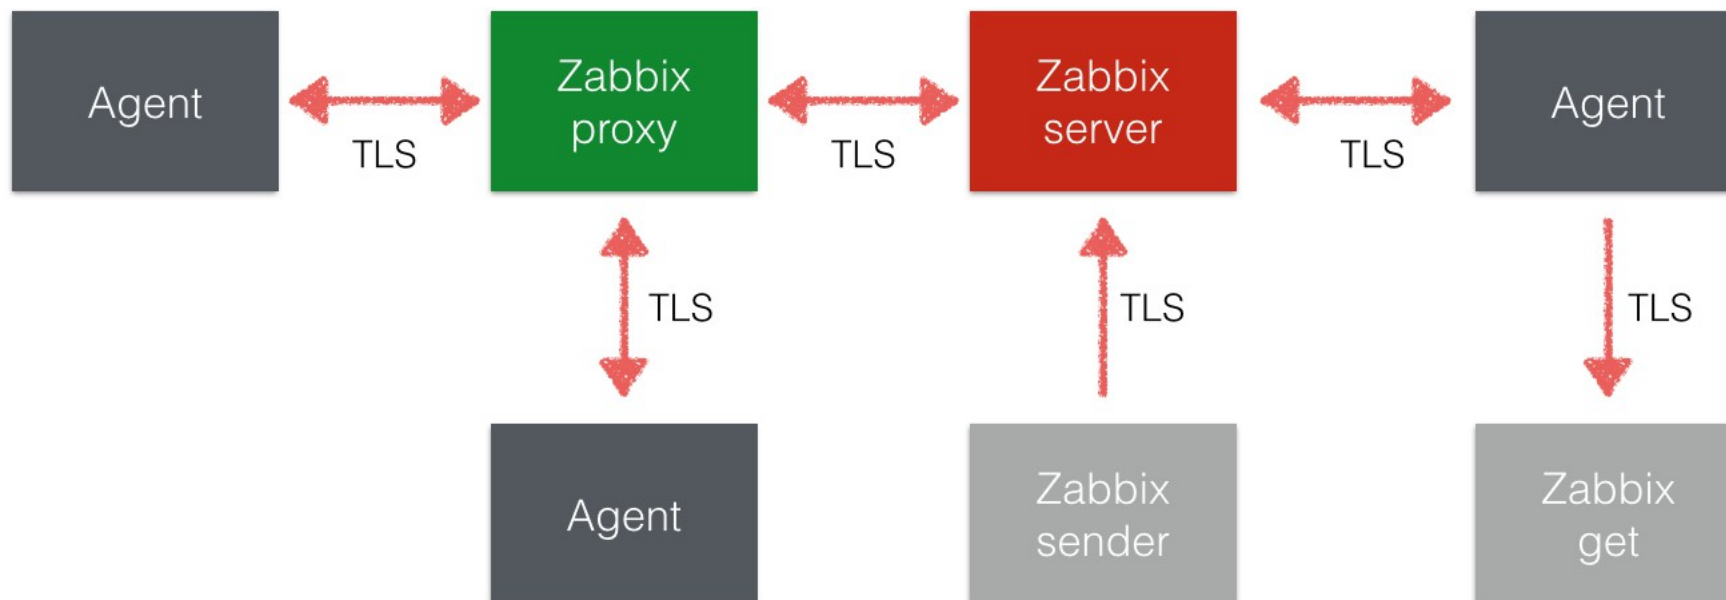 Agent
TLS
Zabbix
proxy
TLS
Zabbix
server
TLS
Agent
TLS
TLS
TLS
Agent
Zabbix
sender
Zabbix
get